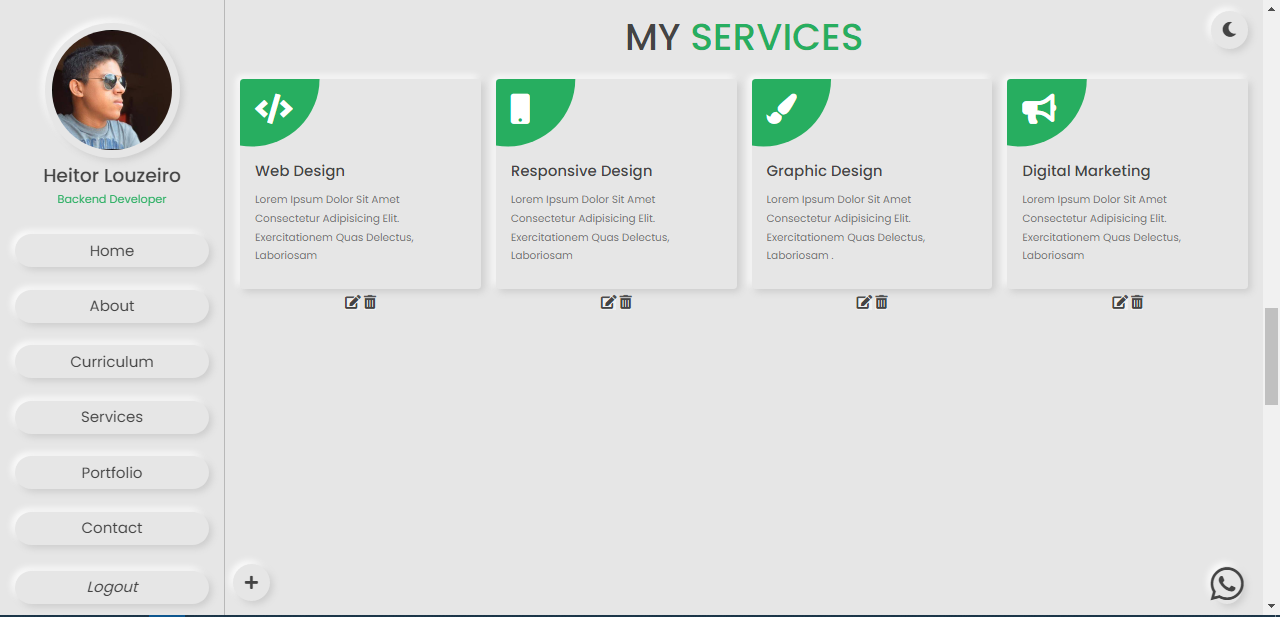 Heitor Louzeiro
Backend Developer
Home
About
Curriculum
Services
Portfolio
Contact
Logout
MY SERVICES
Web Design
Lorem Ipsum Dolor Sit Amet
Consectetur Adipisicing Elit.
Exercitationem Quas Delectus,
Laboriosam
Responsive Design
Lorem Ipsum Dolor Sit Amet
Consectetur Adipisicing Elit.
Exercitationem Quas Delectus,
Laboriosam
Graphic Design
Lorem Ipsum Dolor Sit Amet
Consectetur Adipisicing Elit.
Exercitationem Quas Delectus,
Laboriosam .
Digital Marketing
Lorem Ipsum Dolor Sit Amet
Consectetur Adipisicing Elit.
Exercitationem Quas Delectus,
Laboriosam